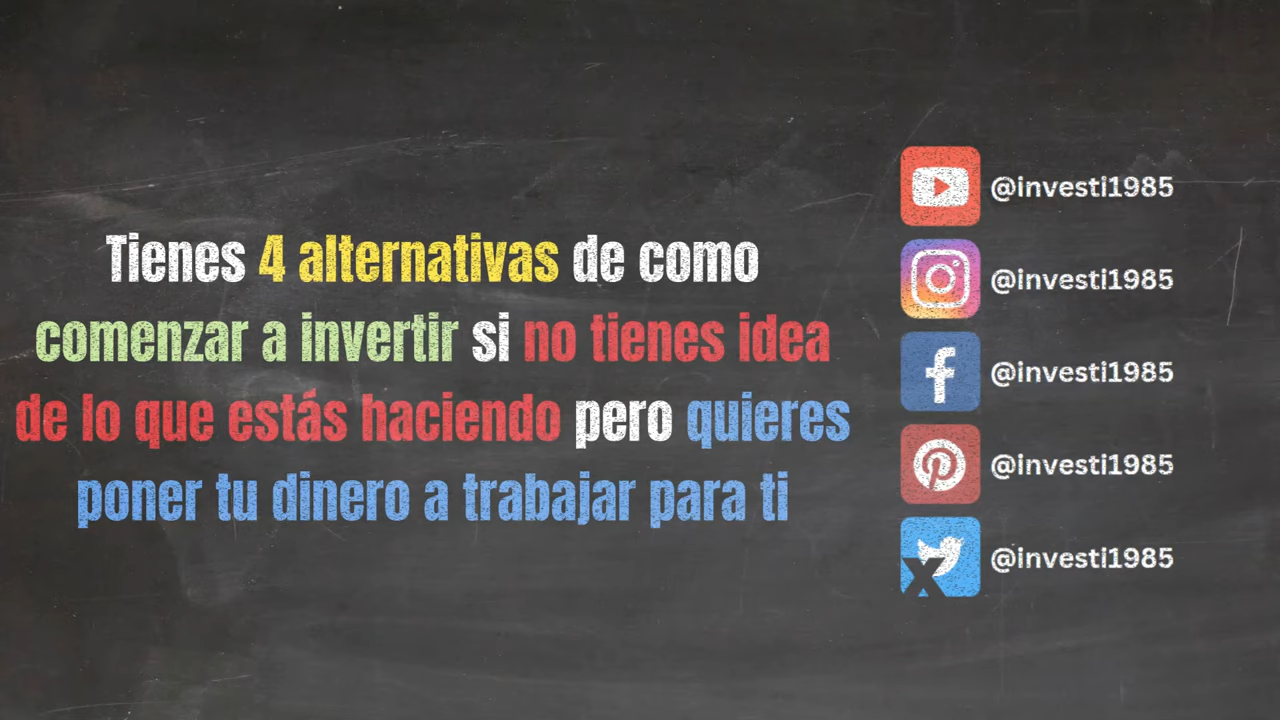 Tienes 4 alternativas de como
comenzar a invertir si no tienes idea
de lo que estás haciendo pero quieres
poner tu dinero a trabajar para ti
@investi1985
@investi1985
@investi1985
@investi1985
X
@investi1985